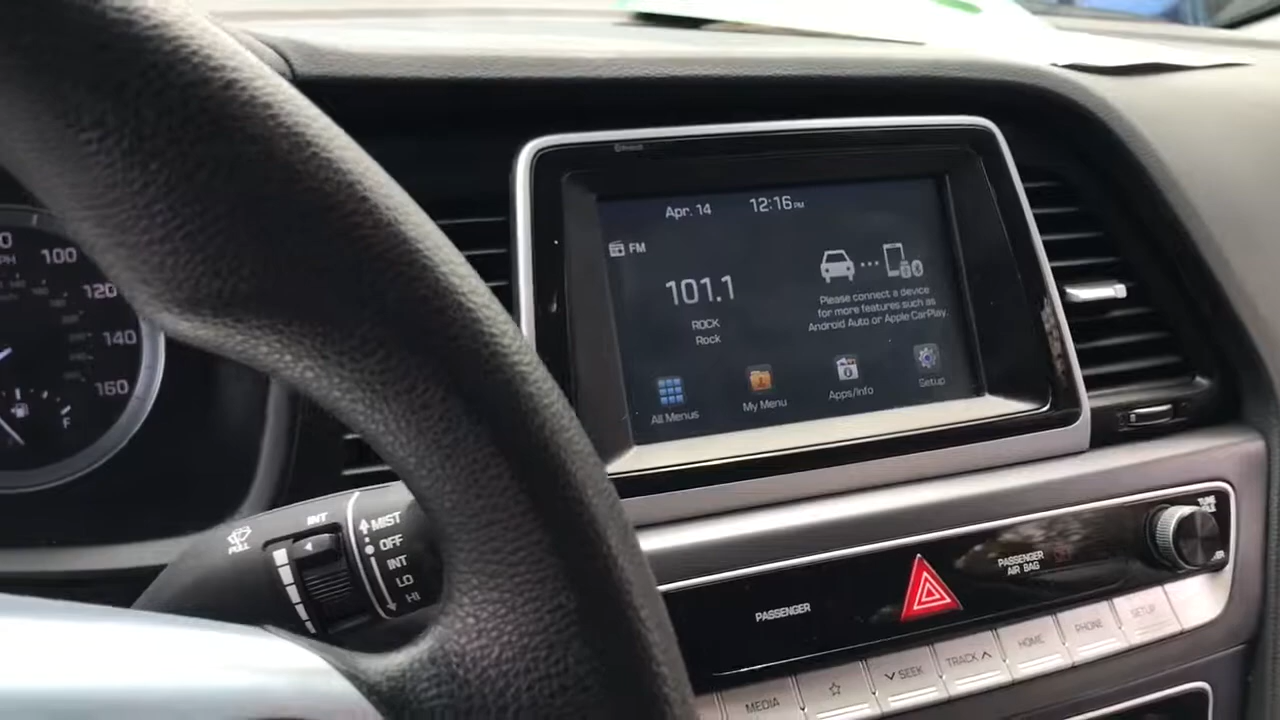 Apr. 14 12:16 PM
FM
101.1
ROCK
Rock
Please connect a device
for more features such as
Android Auto or Apple CarPlay.
All Menus
My Menu
Apps/Info
Setup
100
120
140
160
F
PULL
INT
MIST
OFF
INT
LO
HI
PASSENGER
PASSENGER
AIR BAG
MEDIA
SEEK
TRACK
HOME
PHONE
SETUP